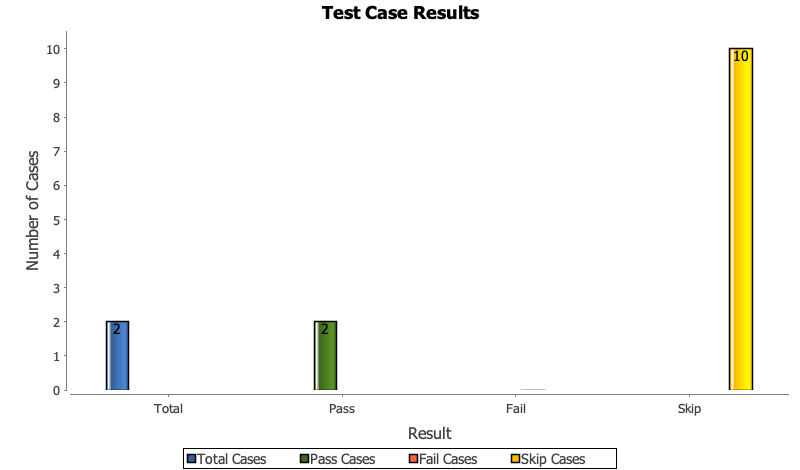 Test Case Results
Number of Cases
10
9
8
7
6
5
4
3
2
1
0
2
2
10
Total
Pass
Fail
Skip
Result
Total Cases
Pass Cases
Fail Cases
Skip Cases